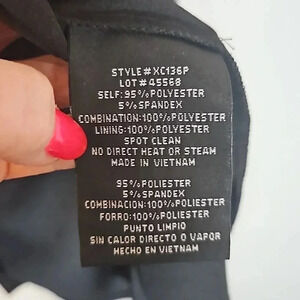 STYLE#XC136P
LOT#45568
SELF:95%POLYESTER
5%SPANDEX
COMBINATION:100%POLYESTER
LINING:100%POLYESTER
SPOT CLEAN
NO DIRECT HEAT OR STEAM
MADE IN VIETNAM
95%POLIESTER
5%SPANDEX
COMBINACION:100%POLIESTER
FORRO:100%POLIESTER
PUNTO LIMPIO
SIN CALOR DIRECTO O VAPOR
HECHO EN VIETNAM